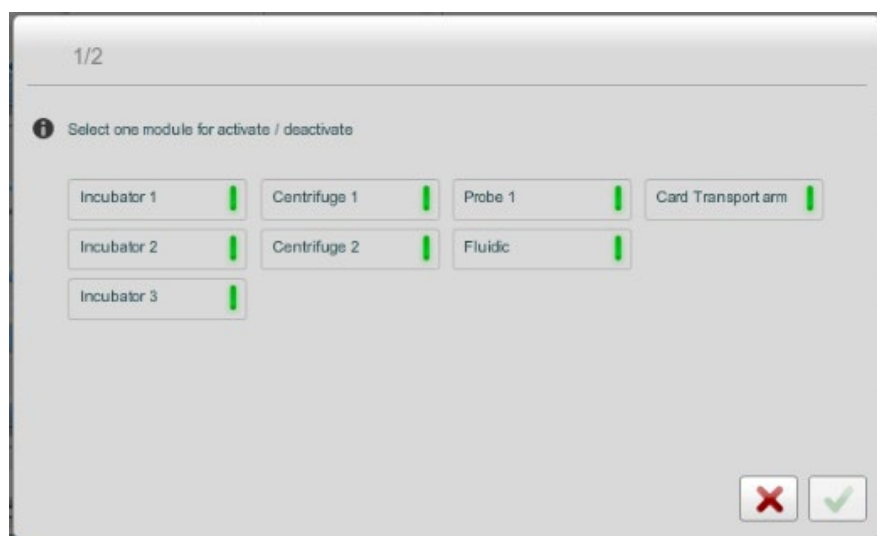 1/2
Select one module for activate / deactivate
Incubator 1 Centrifuge 1 Probe 1 Card Transport arm
Incubator 2 Centrifuge 2 Fluidic
Incubator 3